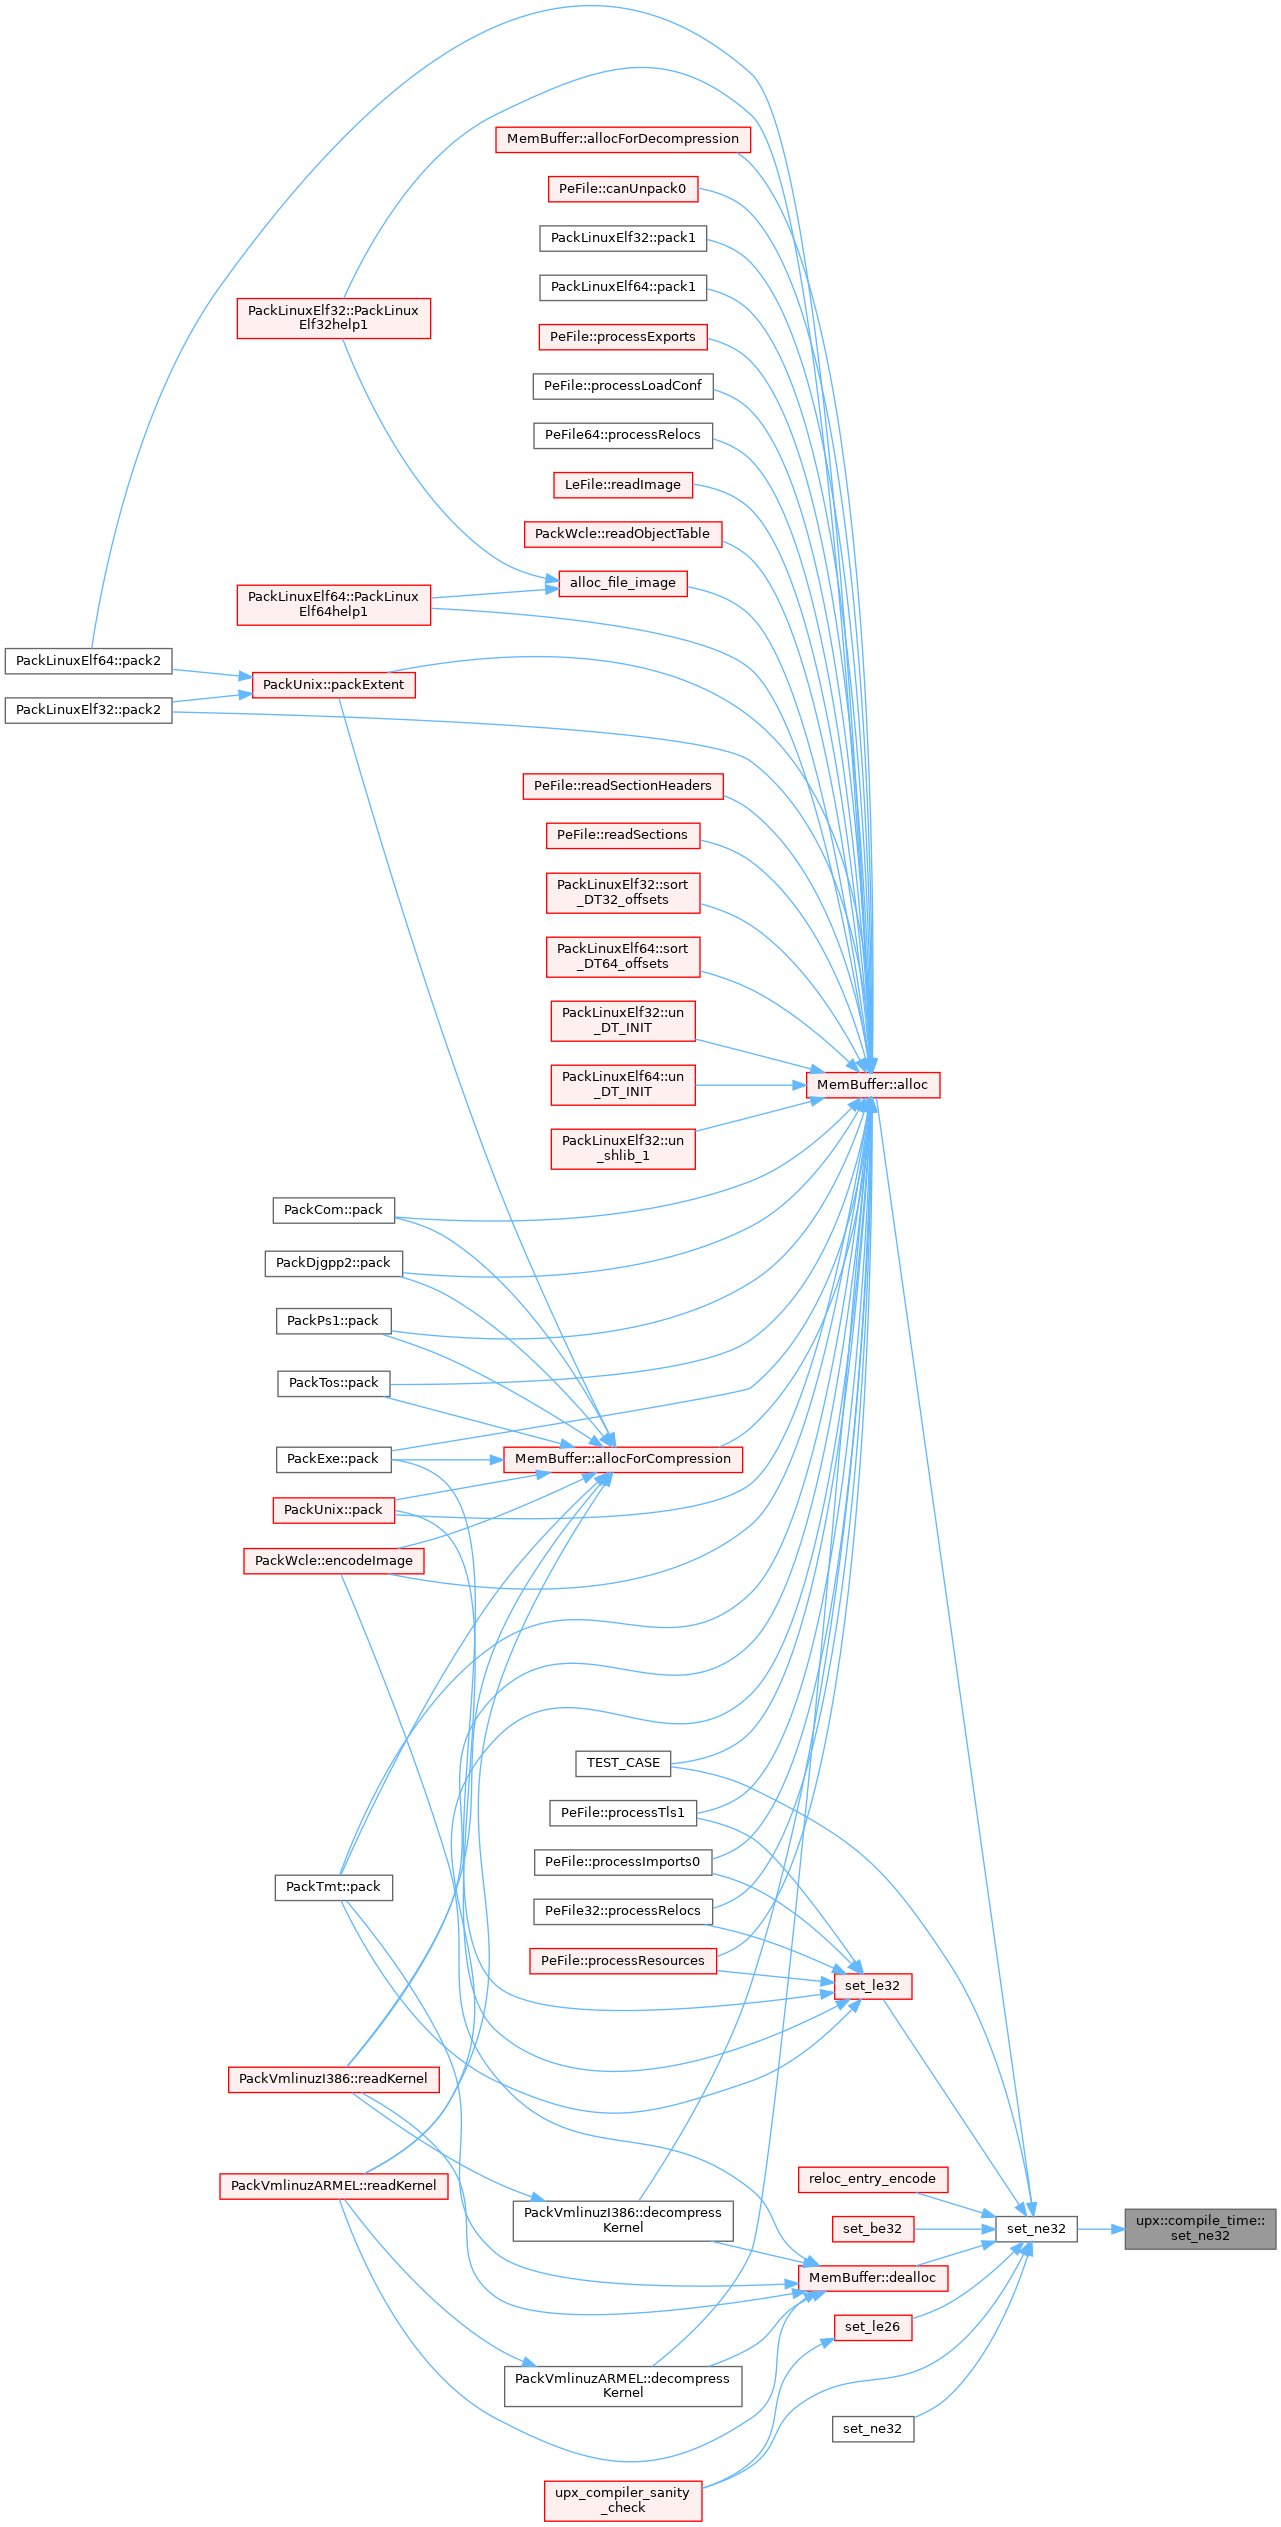 MemBuffer::allocForDecompression
PeFile::canUnpack0
PackLinuxElf32::pack1
PackLinuxElf64::pack1
PackLinuxElf32::PackLinux
Elf32help1
PeFile::processExports
PeFile::processLoadConf
PeFile64::processRelocs
LeFile::readImage
PackWcle::readObjectTable
alloc_file_image
PackLinuxElf64::PackLinux
Elf64help1
PackLinuxElf64::pack2
PackUnix::packExtent
PackLinuxElf32::pack2
PeFile::readSectionHeaders
PeFile::readSections
PackLinuxElf32::sort
_DT32_offsets
PackLinuxElf64::sort
_DT64_offsets
PackLinuxElf32::un
_DT_INIT
PackLinuxElf64::un
_DT_INIT
MemBuffer::alloc
PackLinuxElf32::un
_shlib_1
PackCom::pack
PackDjgpp2::pack
PackPs1::pack
PackTos::pack
PackExe::pack
MemBuffer::allocForCompression
PackUnix::pack
PackWcle::encodeImage
TEST_CASE
PeFile::processTls1
PeFile::processImports0
PackTmt::pack
PeFile32::processRelocs
PeFile::processResources
set_le32
PackVmlinuzI386::readKernel
reloc_entry_encode
PackVmlinuzARMEL::readKernel
PackVmlinuzI386::decompress
Kernel
set_be32
set_ne32
upx::compile_time::
set_ne32
MemBuffer::dealloc
set_le26
PackVmlinuzARMEL::decompress
Kernel
set_ne32
upx_compiler_sanity
_check